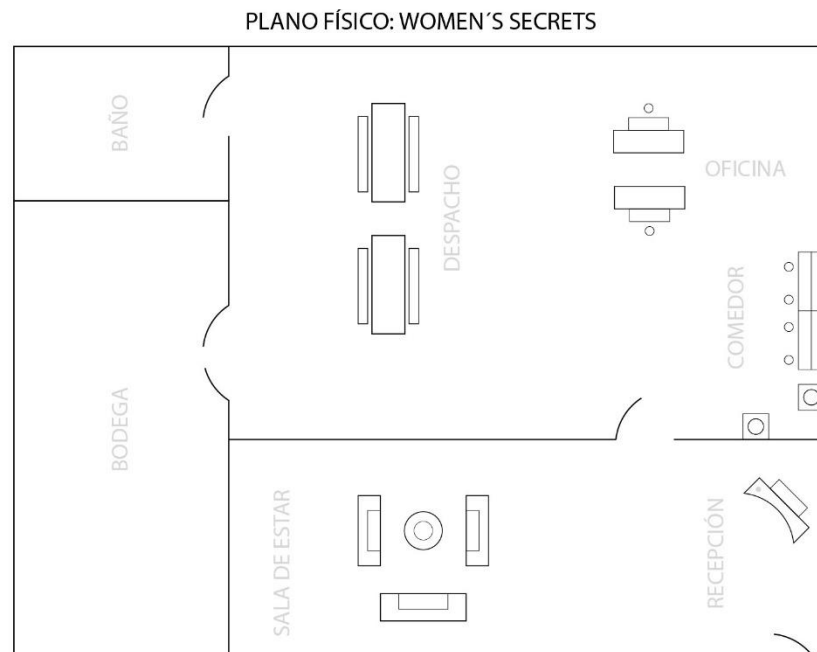 PLANO FÍSICO: WOMEN´S SECRETS
BAÑO
DESPACHO
OFICINA
COMEDOR
BODEGA
SALA DE ESTAR
RECEPCIÓN